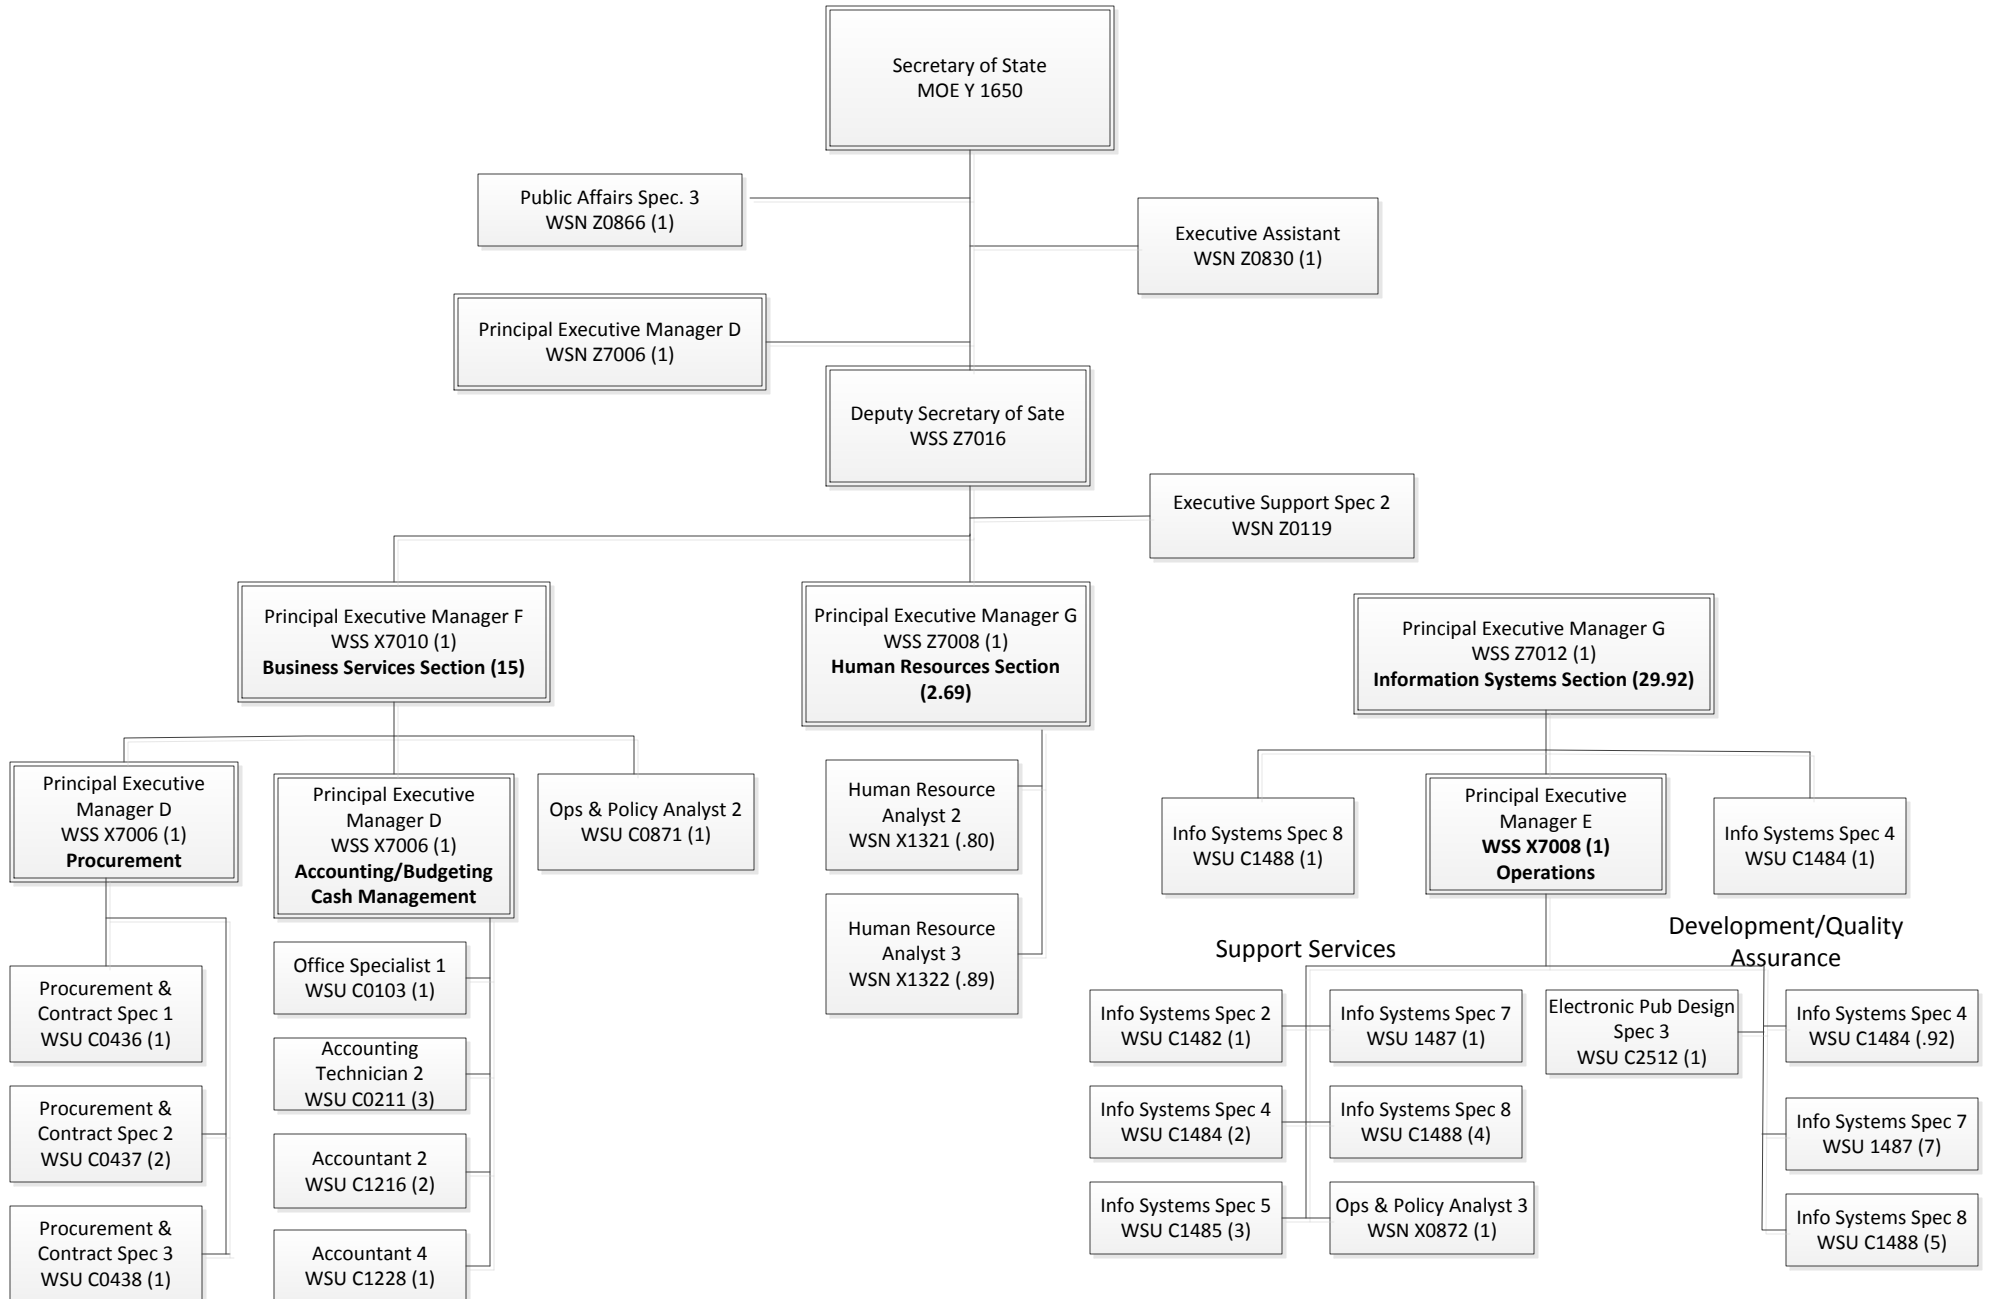 Secretary of State
MOE Y 1650
Public Affairs Spec. 3
WSN Z0866 (1)
Executive Assistant
WSN Z0830 (1)
Principal Executive Manager D
WSN Z7006 (1)
Deputy Secretary of Sate
WSS Z7016
Executive Support Spec 2
WSN Z0119
Principal Executive Manager F
WSS X7010 (1)
Business Services Section (15)
Principal Executive Manager G
WSS Z7008 (1)
Human Resources Section
(2.69)
Principal Executive Manager G
WSS Z7012 (1)
Information Systems Section (29.92)
Principal Executive
Manager D
WSS X7006 (1)
Procurement
Principal Executive
Manager D
WSS X7006 (1)
Accounting/Budgeting
Cash Management
Ops & Policy Analyst 2
WSU C0871 (1)
Human Resource
Analyst 2
WSN X1321 (.80)
Human Resource
Analyst 3
WSN X1322 (.89)
Info Systems Spec 8
WSU C1488 (1)
Principal Executive
Manager E
WSS X7008 (1)
Operations
Info Systems Spec 4
WSU C1484 (1)
Procurement &
Contract Spec 1
WSU C0436 (1)
Procurement &
Contract Spec 2
WSU C0437 (2)
Procurement &
Contract Spec 3
WSU C0438 (1)
Office Specialist 1
WSU C0103 (1)
Accounting
Technician 2
WSU C0211 (3)
Accountant 2
WSU C1216 (2)
Accountant 4
WSU C1228 (1)
Support Services
Info Systems Spec 2
WSU C1482 (1)
Info Systems Spec 7
WSU 1487 (1)
Info Systems Spec 4
WSU C1484 (2)
Info Systems Spec 8
WSU C1488 (4)
Info Systems Spec 5
WSU C1485 (3)
Ops & Policy Analyst 3
WSN X0872 (1)
Development/Quality
Assurance
Electronic Pub Design
Spec 3
WSU C2512 (1)
Info Systems Spec 4
WSU C1484 (.92)
Info Systems Spec 7
WSU 1487 (7)
Info Systems Spec 8
WSU C1488 (5)